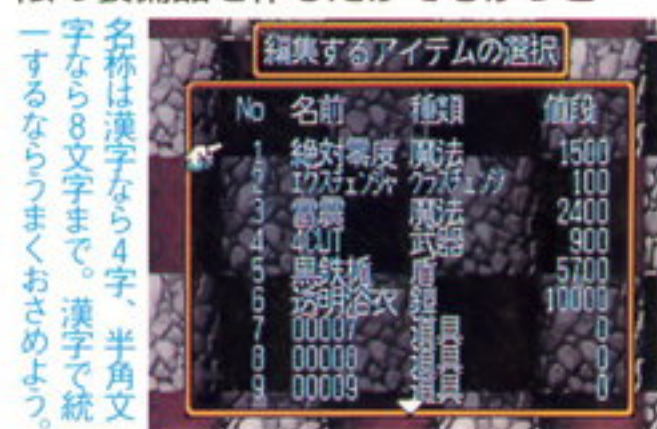 編集するアイテムの選択
No 名前 種類 値段
1 絶対零度 魔法 1500
2 エクスチェンジャ クラスチェンジ 100
3 魔法 2400
4 4CUT 武器 900
5 黒鉄楯 盾 5700
6 透明浴衣 鎧 10000
7 00007 道具 0
8 00008 道具 0
9 00009 道具 0
名称は漢字なら4字、半角文
字なら8文字まで。漢字で統
一するならうまくおさめよう。